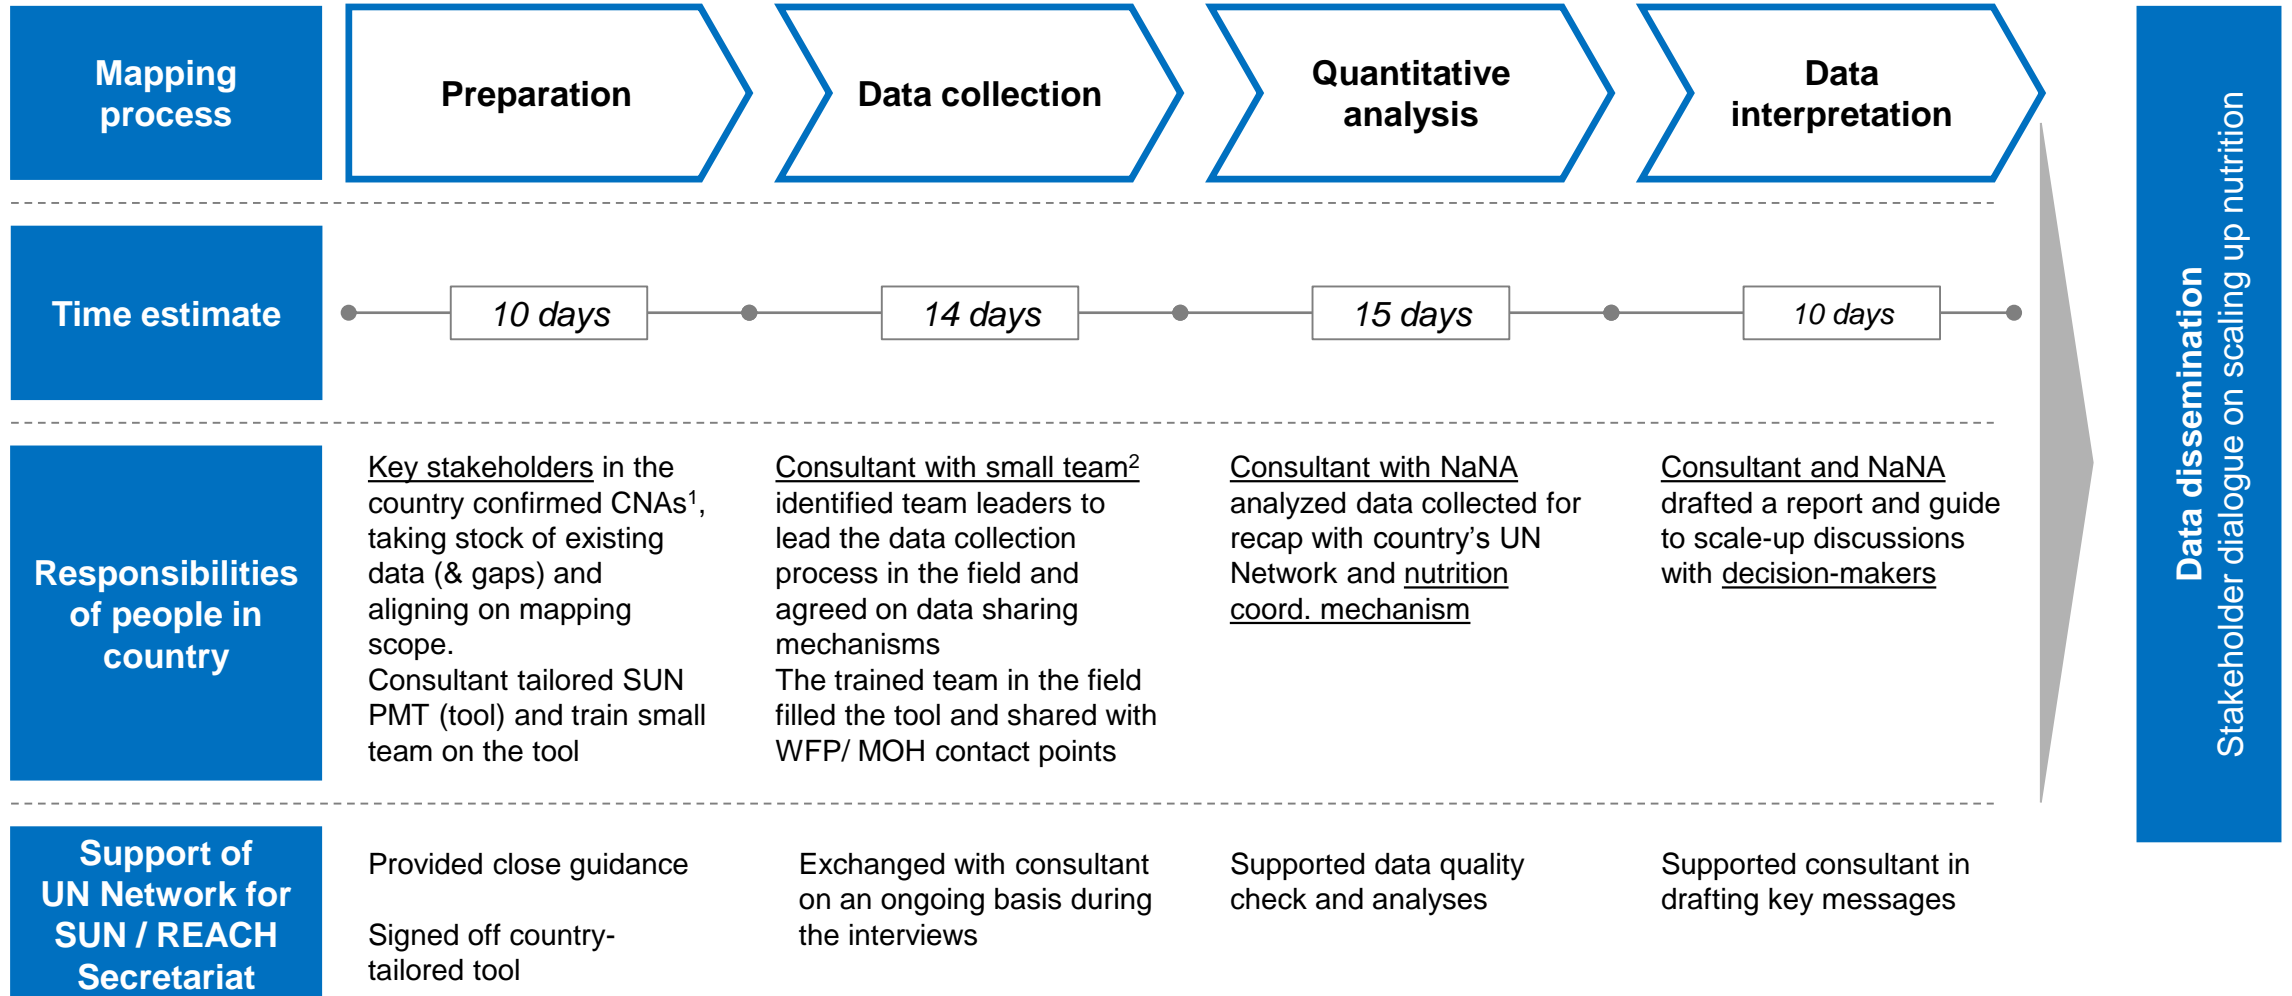 Mapping
process
Preparation
Data collection
Quantitative
analysis
Data
interpretation
Time estimate
10 days
14 days
15 days
10 days
Responsibilities
of people in
country
Key stakeholders in the
country confirmed CNAs¹,
taking stock of existing
data (& gaps) and
aligning on mapping
scope.
Consultant tailored SUN
PMT (tool) and train small
team on the tool
Consultant with small team²
identified team leaders to
lead the data collection
process in the field and
agreed on data sharing
mechanisms
The trained team in the field
filled the tool and shared with
WFP/ MOH contact points
Consultant with NaNA
analyzed data collected for
recap with country’s UN
Network and nutrition
coord. mechanism
Consultant and NaNA
drafted a report and guide
to scale-up discussions
with decision-makers
Support of
UN Network for
SUN / REACH
Secretariat
Provided close guidance
Signed off country-
tailored tool
Exchanged with consultant
on an ongoing basis during
the interviews
Supported data quality
check and analyses
Supported consultant in
drafting key messages
Data dissemination
Stakeholder dialogue on scaling up nutrition